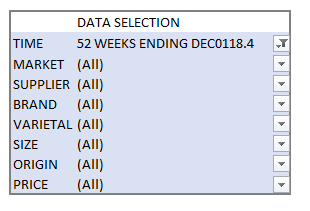 DATA SELECTION
TIME 52 WEEKS ENDING DEC0118.4
MARKET (All)
SUPPLIER (All)
BRAND (All)
VARIETAL (All)
SIZE (All)
ORIGIN (All)
PRICE (All)